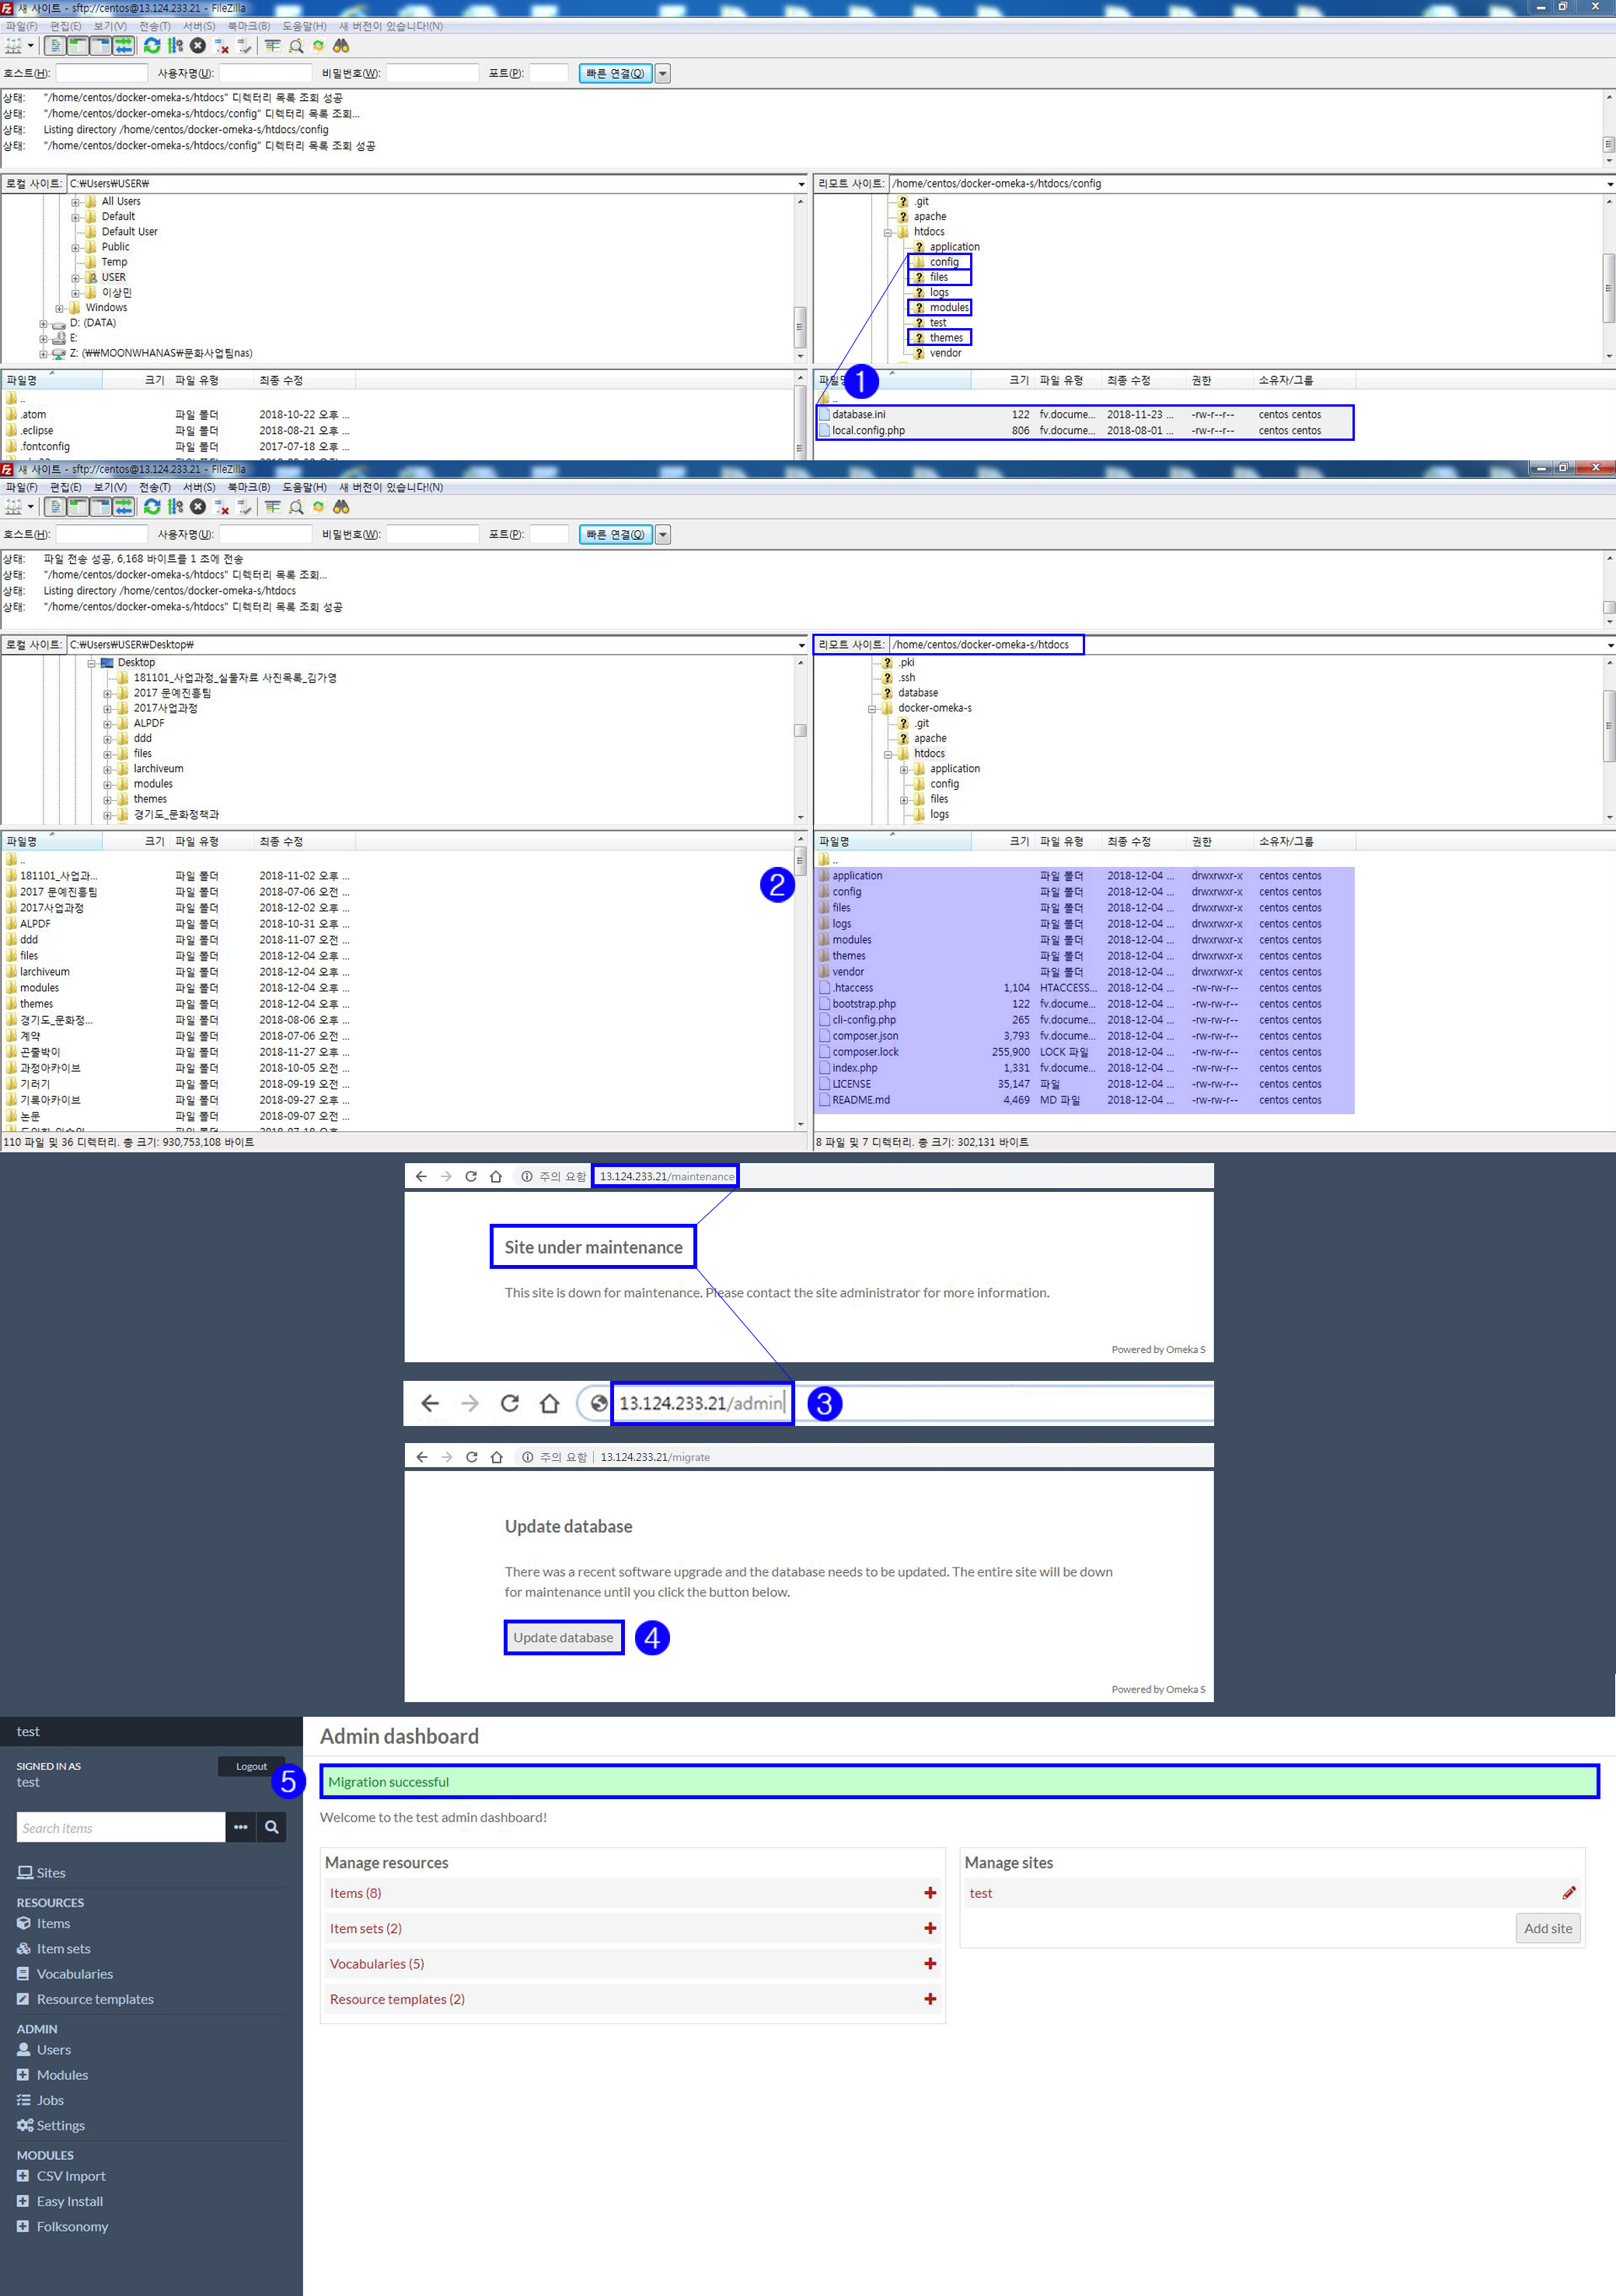 새 사이트 - sftp://centos@13.124.233.21 - FileZilla
파일(F) 편집(E) 보기(V) 전송(T) 서버(S) 북마크(B) 도움말(H) 새 버전이 있습니다!(N)
호스트(H): 사용자명(U): 비밀번호(W): 포트(P): 빠른 연결(Q)
상태: "/home/centos/docker-omeka-s/htdocs" 디렉터리 목록 조회 성공
상태: "/home/centos/docker-omeka-s/htdocs/config" 디렉터리 목록 조회...
상태: Listing directory /home/centos/docker-omeka-s/htdocs/config
상태: "/home/centos/docker-omeka-s/htdocs/config" 디렉터리 목록 조회 성공
로컬 사이트: C:₩Users₩USER₩
All Users
Default
Default User
Public
Temp
USER
이상민
Windows
D: (DATA)
E:
Z: (₩₩MOONWHANAS₩문화사업팀nas)
파일명 크기 파일 유형 최종 수정
..
.atom 파일 폴더 2018-10-22 오후 ...
.eclipse 파일 폴더 2018-08-21 오후 ...
.fontconfig 파일 폴더 2017-07-18 오후 ...
리모트 사이트: /home/centos/docker-omeka-s/htdocs/config
.git
apache
htdocs
application
config
files
logs
modules
test
themes
vendor
1
파일명 크기 파일 유형 최종 수정 권한 소유자/그룹
..
database.ini 122 fv.docume... 2018-11-23 ... -rw-r--r-- centos centos
local.config.php 806 fv.docume... 2018-08-01 ... -rw-r--r-- centos centos
새 사이트 - sftp://centos@13.124.233.21 - FileZilla
파일(F) 편집(E) 보기(V) 전송(T) 서버(S) 북마크(B) 도움말(H) 새 버전이 있습니다!(N)
호스트(H): 사용자명(U): 비밀번호(W): 포트(P): 빠른 연결(Q)
상태: 파일 전송 성공, 6,168 바이트를 1 초에 전송
상태: "/home/centos/docker-omeka-s/htdocs" 디렉터리 목록 조회...
상태: Listing directory /home/centos/docker-omeka-s/htdocs
상태: "/home/centos/docker-omeka-s/htdocs" 디렉터리 목록 조회 성공
로컬 사이트: C:₩Users₩USER₩Desktop₩
Desktop
181101_사업과정_실물자료 사진목록_김가영
2017 문예진흥팀
2017사업과정
ALPDF
ddd
files
larchiveum
modules
themes
경기도_문화정책과
파일명 크기 파일 유형 최종 수정
..
181101_사업과... 파일 폴더 2018-11-02 오후 ...
2017 문예진흥팀 파일 폴더 2018-07-06 오전 ...
2017사업과정 파일 폴더 2018-12-02 오후 ...
ALPDF 파일 폴더 2018-10-31 오후 ...
ddd 파일 폴더 2018-11-07 오전 ...
files 파일 폴더 2018-12-04 오후 ...
larchiveum 파일 폴더 2018-12-04 오후 ...
modules 파일 폴더 2018-12-04 오후 ...
themes 파일 폴더 2018-12-04 오후 ...
경기도_문화정... 파일 폴더 2018-08-06 오후 ...
계약 파일 폴더 2018-07-06 오전 ...
곤줄박이 파일 폴더 2018-11-27 오후 ...
과정아카이브 파일 폴더 2018-10-05 오전 ...
기러기 파일 폴더 2018-09-19 오전 ...
기록아카이브 파일 폴더 2018-09-27 오후 ...
논문 파일 폴더 2018-09-07 오전 ...
110 파일 및 36 디렉터리. 총 크기: 930,753,108 바이트
2
리모트 사이트: /home/centos/docker-omeka-s/htdocs
.pki
.ssh
database
docker-omeka-s
.git
apache
htdocs
application
config
files
logs
파일명 크기 파일 유형 최종 수정 권한 소유자/그룹
..
application 파일 폴더 2018-12-04 ... drwxrwxr-x centos centos
config 파일 폴더 2018-12-04 ... drwxrwxr-x centos centos
files 파일 폴더 2018-12-04 ... drwxrwxr-x centos centos
logs 파일 폴더 2018-12-04 ... drwxrwxr-x centos centos
modules 파일 폴더 2018-12-04 ... drwxrwxr-x centos centos
themes 파일 폴더 2018-12-04 ... drwxrwxr-x centos centos
vendor 파일 폴더 2018-12-04 ... drwxrwxr-x centos centos
.htaccess 1,104 HTACCESS... 2018-12-04 ... -rw-rw-r-- centos centos
bootstrap.php 122 fv.docume... 2018-12-04 ... -rw-rw-r-- centos centos
cli-config.php 265 fv.docume... 2018-12-04 ... -rw-rw-r-- centos centos
composer.json 3,793 fv.docume... 2018-12-04 ... -rw-rw-r-- centos centos
composer.lock 255,900 LOCK 파일 2018-12-04 ... -rw-rw-r-- centos centos
index.php 1,331 fv.docume... 2018-12-04 ... -rw-rw-r-- centos centos
LICENSE 35,147 파일 2018-12-04 ... -rw-rw-r-- centos centos
README.md 4,469 MD 파일 2018-12-04 ... -rw-rw-r-- centos centos
8 파일 및 7 디렉터리. 총 크기: 302,131 바이트
주의 요함 13.124.233.21/maintenance
Site under maintenance
This site is down for maintenance. Please contact the site administrator for more information.
Powered by Omeka S
13.124.233.21/admin 3
주의 요함 | 13.124.233.21/migrate
Update database
There was a recent software upgrade and the database needs to be updated. The entire site will be down
for maintenance until you click the button below.
Update database 4
Powered by Omeka S
test
SIGNED IN AS
test
Logout
5
Search items
Sites
RESOURCES
Items
Item sets
Vocabularies
Resource templates
ADMIN
Users
Modules
Jobs
Settings
MODULES
CSV Import
Easy Install
Folksonomy
Admin dashboard
Migration successful
Welcome to the test admin dashboard!
Manage resources
Items (8)
Item sets (2)
Vocabularies (5)
Resource templates (2)
Manage sites
test
Add site